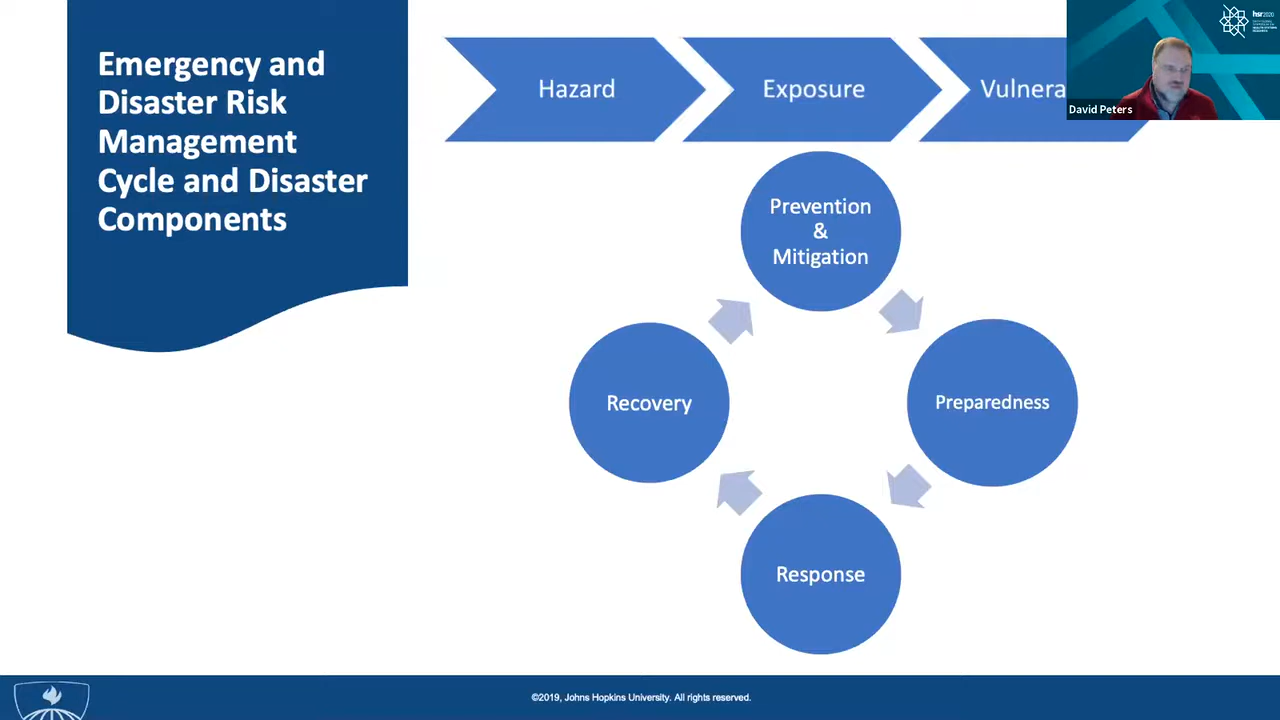 Emergency and
Disaster Risk
Management
Cycle and Disaster
Components
Hazard
Exposure
Vulnera
hsr2020
David Peters
Prevention
&
Mitigation
Recovery
Preparedness
Response
©2019, Johns Hopkins University. All rights reserved.